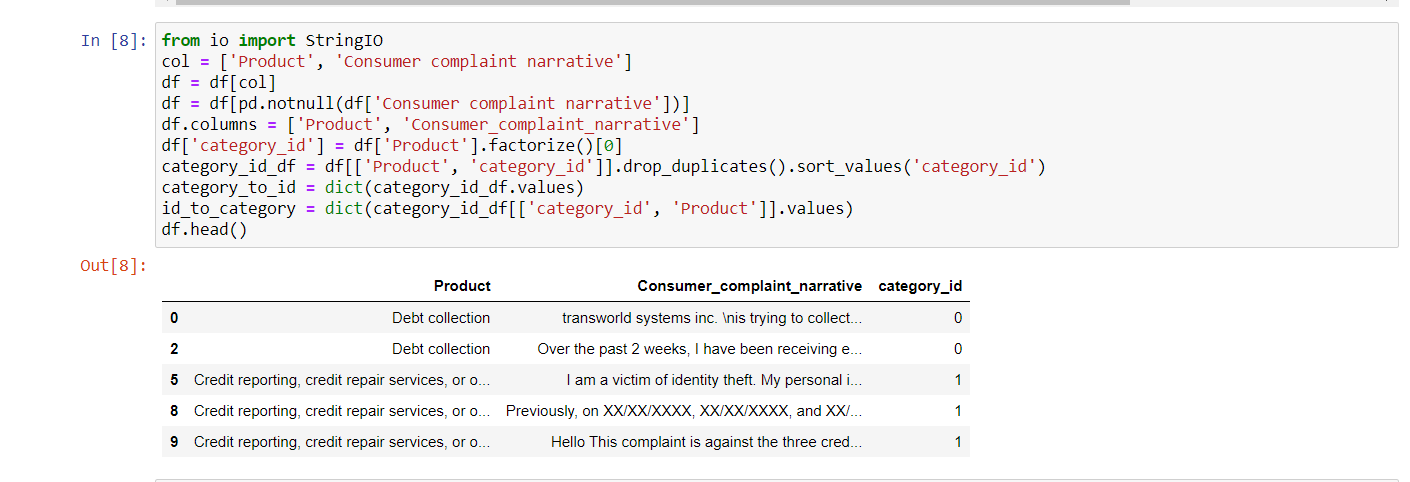 In [8]: from io import StringIO
col = ['Product', 'Consumer complaint narrative']
df = df[col]
df = df[pd.notnull(df['Consumer complaint narrative'])]
df.columns = ['Product', 'Consumer_complaint_narrative']
df['category_id'] = df['Product'].factorize()[0]
category_id_df = df[['Product', 'category_id']].drop_duplicates().sort_values('category_id')
category_to_id = dict(category_id_df.values)
id_to_category = dict(category_id_df[['category_id', 'Product']].values)
df.head()
Out[8]:
Product Consumer_complaint_narrative category_id
0 Debt collection transworld systems inc. \nis trying to collect... 0
2 Debt collection Over the past 2 weeks, I have been receiving e... 0
5 Credit reporting, credit repair services, or o... I am a victim of identity theft. My personal i... 1
8 Credit reporting, credit repair services, or o... Previously, on XX/XX/XXXX, XX/XX/XXXX, and XX/... 1
9 Credit reporting, credit repair services, or o... Hello This complaint is against the three cred... 1